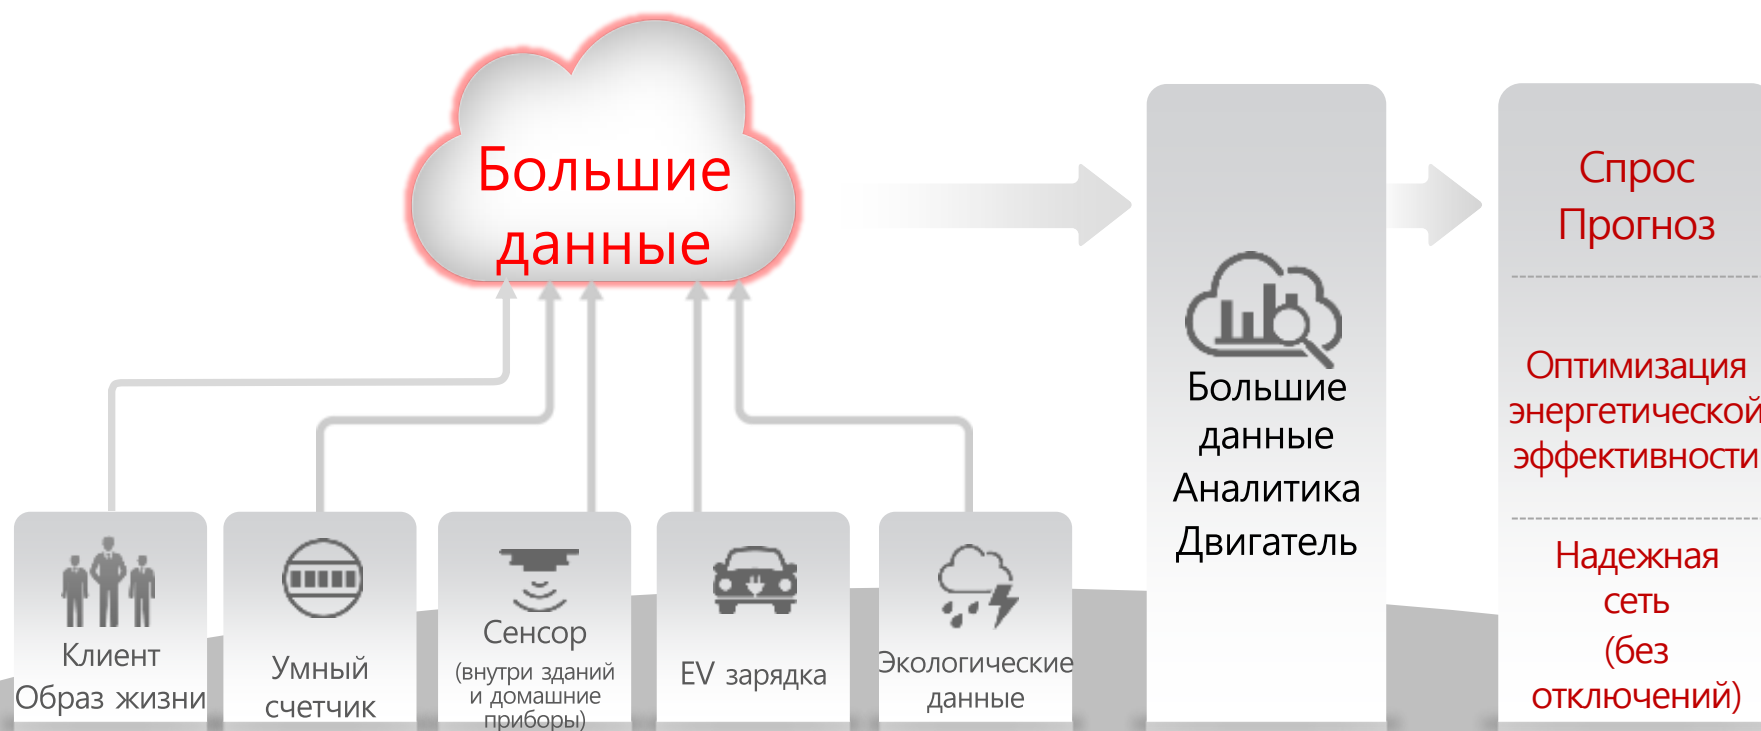 Большие
данные
Клиент
Образ жизни
Умный
счетчик
Сенсор
(внутри зданий
и домашние
приборы)
EV зарядка
Экологические
данные
Большие
данные
Аналитика
Двигатель
Спрос
Прогноз
Оптимизация
энергетической
эффективности
Надежная
сеть
(без
отключений)